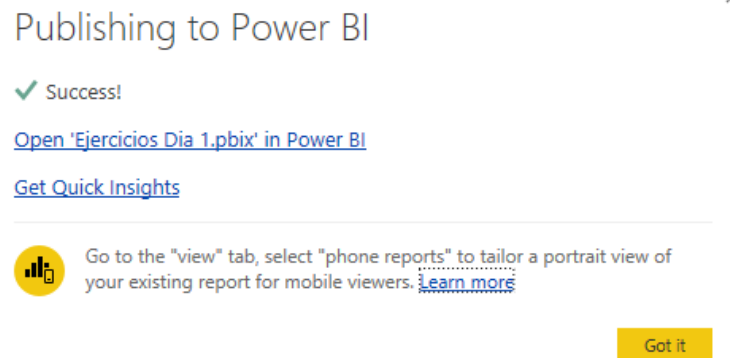 Publishing to Power BI
Success!
Open 'Ejercicios Dia 1.pbix' in Power BI
Get Quick Insights
Go to the "view" tab, select "phone reports" to tailor a portrait view of
your existing report for mobile viewers. Learn more
Got it